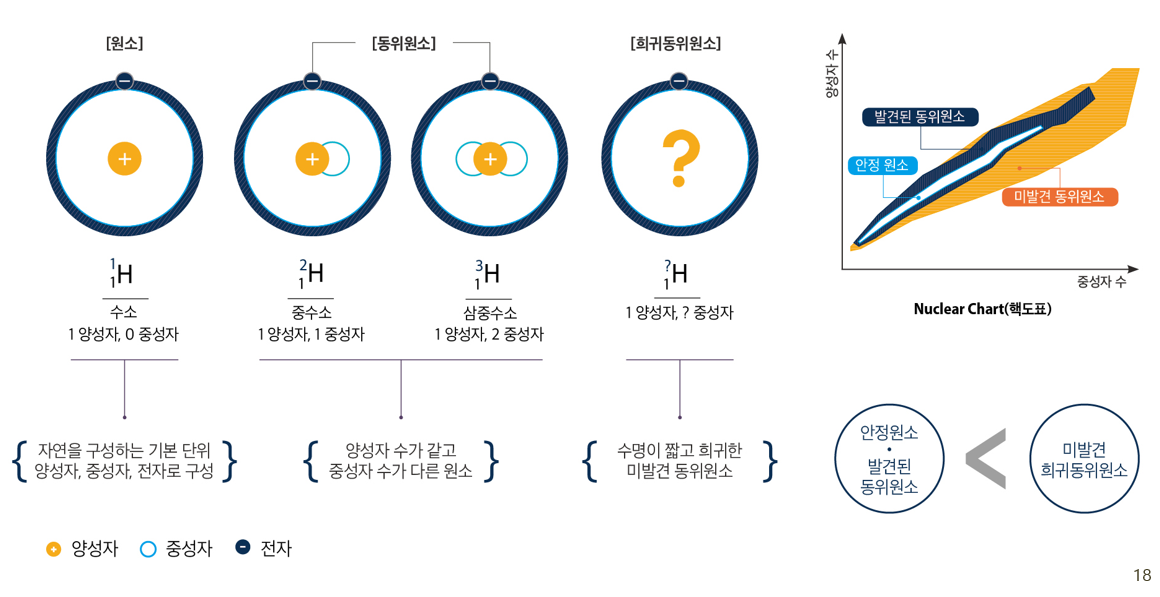 [원소]
[동위원소]
[희귀동위원소]
−
−
−
−
+
+
+
?
1
1H
수소
1 양성자, 0 중성자
2
1H
중수소
1 양성자, 1 중성자
3
1H
삼중수소
1 양성자, 2 중성자
?
1H
1 양성자, ? 중성자
{ 자연을 구성하는 기본 단위
양성자, 중성자, 전자로 구성 }
{ 양성자 수가 같고
중성자 수가 다른 원소 }
{ 수명이 짧고 희귀한
미발견 동위원소 }
+ 양성자
중성자
− 전자
양성자 수
발견된 동위원소
안정 원소
미발견 동위원소
중성자 수
Nuclear Chart(핵도표)
안정원소
·
발견된
동위원소
<
미발견
희귀동위원소
18